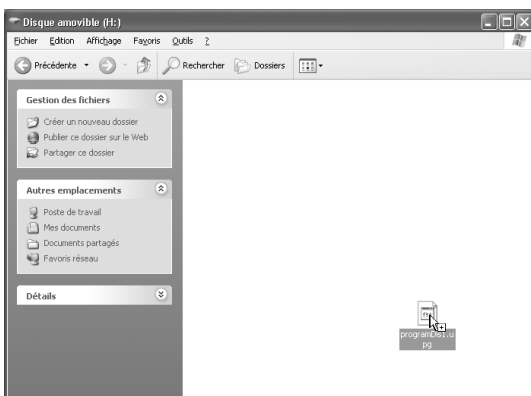 Disque amovible (H:)
Fichier Edition Affichage Favoris Outils ?
Précédente Rechercher Dossiers
Gestion des fichiers
Créer un nouveau dossier
Publier ce dossier sur le Web
Partager ce dossier
Autres emplacements
Poste de travail
Mes documents
Documents partagés
Favoris réseau
Détails
pg